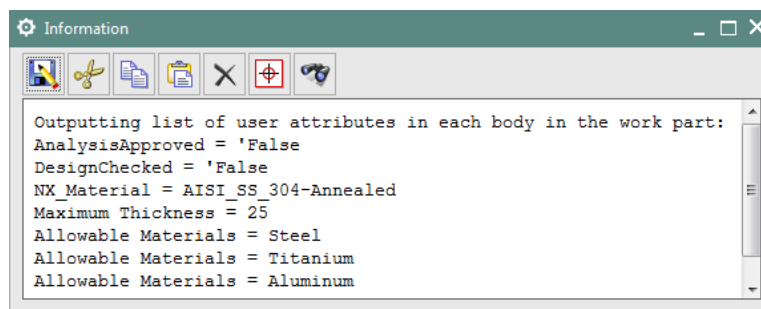 Information
Outputting list of user attributes in each body in the work part:
AnalysisApproved = 'False
DesignChecked = 'False
NX_Material = AISI_SS_304-Annealed
Maximum Thickness = 25
Allowable Materials = Steel
Allowable Materials = Titanium
Allowable Materials = Aluminum